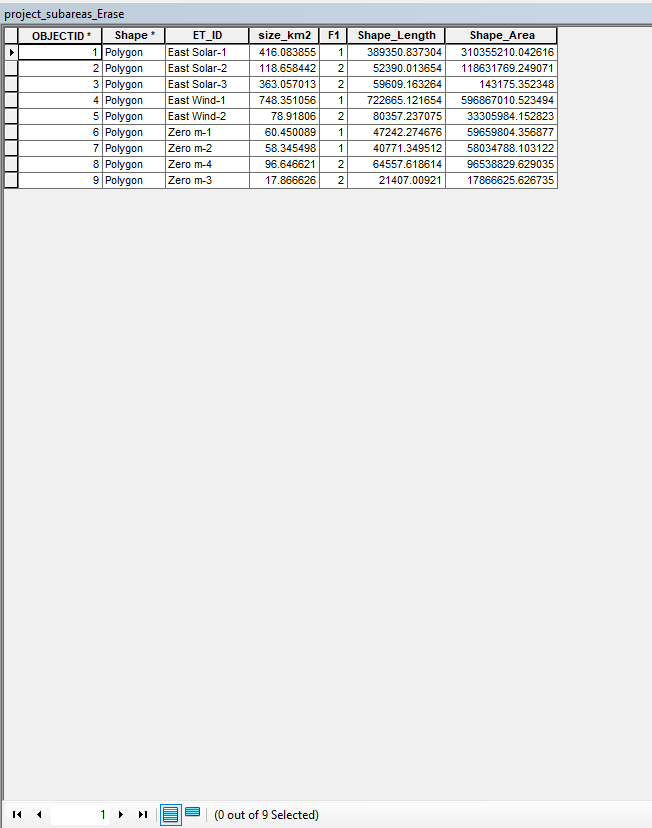 project_subareas_Erase
OBJECTID * Shape * ET_ID size_km2 F1 Shape_Length Shape_Area
1 Polygon East Solar-1 416.083855 1 389350.837304 310355210.042616
2 Polygon East Solar-2 118.658442 2 52390.013654 118631769.249071
3 Polygon East Solar-3 363.057013 2 59609.163264 143175.352348
4 Polygon East Wind-1 748.351056 1 722665.121654 596867010.523494
5 Polygon East Wind-2 78.91806 2 80357.237075 33305984.152823
6 Polygon Zero m-1 60.450089 1 47242.274676 59659804.356877
7 Polygon Zero m-2 58.345498 1 40771.349512 58034788.103122
8 Polygon Zero m-4 96.646621 2 64557.618614 96538829.629035
9 Polygon Zero m-3 17.866626 2 21407.00921 17866625.626735
1 (0 out of 9 Selected)